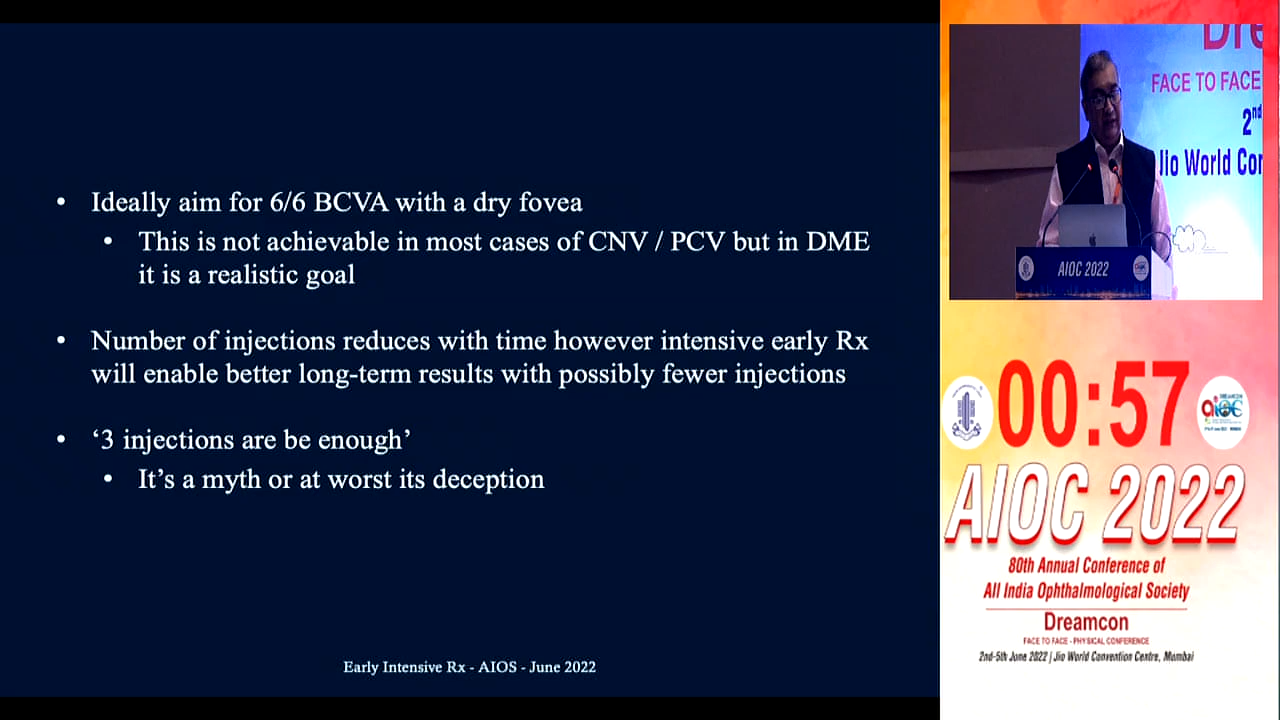 • Ideally aim for 6/6 BCVA with a dry fovea
• This is not achievable in most cases of CNV / PCV but in DME
it is a realistic goal
• Number of injections reduces with time however intensive early Rx
will enable better long-term results with possibly fewer injections
• ‘3 injections are be enough’
• It’s a myth or at worst its deception
Early Intensive Rx - AIOS - June 2022
Dre
FACE TO FACE
2nd
Jio World Con
AIOC 2022
00:57
AIOC 2022
80th Annual Conference of
All India Ophthalmological Society
Dreamcon
FACE TO FACE - PHYSICAL CONFERENCE
2nd-5th June 2022 | Jio World Convention Centre, Mumbai